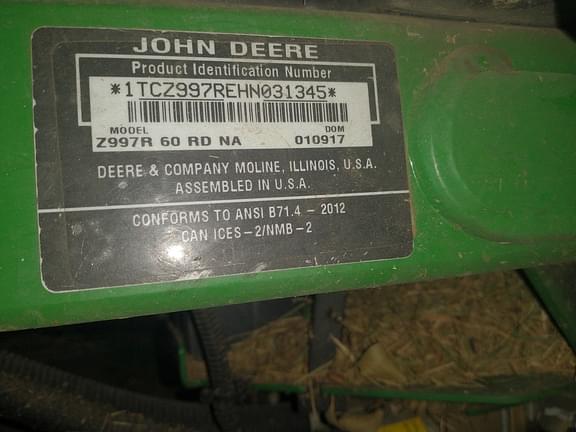 JOHN DEERE
Product Identification Number
*1TCZ997REHN031345*
MODEL DOM
Z997R 60 RD NA 010917
DEERE & COMPANY MOLINE, ILLINOIS, U.S.A.
ASSEMBLED IN U.S.A.
CONFORMS TO ANSI B71.4 – 2012
CAN ICES–2/NMB–2